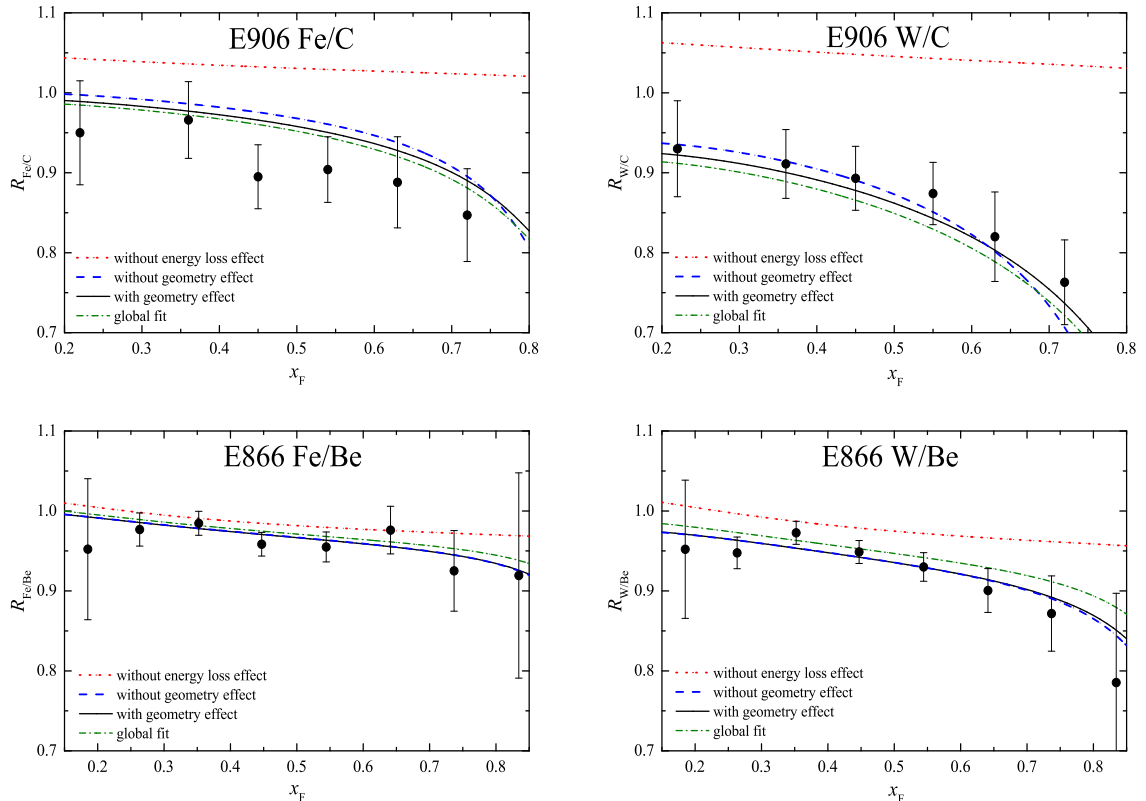 E906 Fe/C
1.1
1.0
0.9
0.8
0.7
R_Fe/C
without energy loss effect
without geometry effect
with geometry effect
global fit
0.2 0.3 0.4 0.5 0.6 0.7 0.8
x_F
E906 W/C
1.0
0.9
0.8
0.7
R_W/C
without energy loss effect
without geometry effect
with geometry effect
global fit
0.2 0.3 0.4 0.5 0.6 0.7 0.8
x_F
E866 Fe/Be
1.1
1.0
0.9
0.8
0.7
R_Fe/Be
without energy loss effect
without geometry effect
with geometry effect
global fit
0.2 0.3 0.4 0.5 0.6 0.7 0.8
x_F
E866 W/Be
1.1
1.0
0.9
0.8
0.7
R_W/Be
without energy loss effect
without geometry effect
with geometry effect
global fit
0.2 0.3 0.4 0.5 0.6 0.7 0.8
x_F